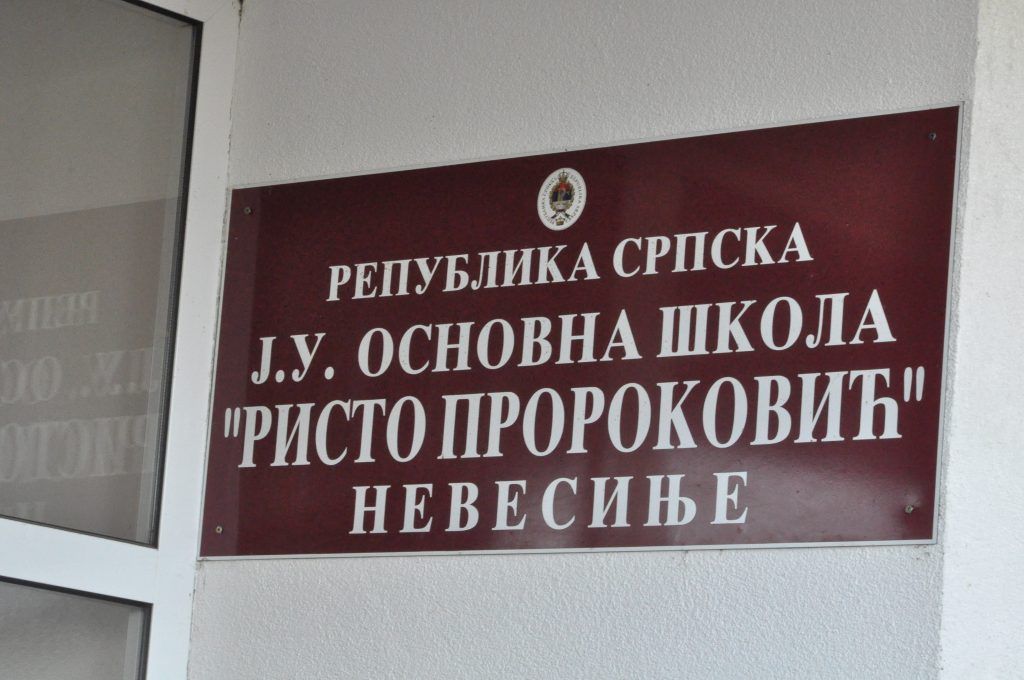 РЕПУБЛИКА СРПСКА
Ј.У. ОСНОВНА ШКОЛА
"РИСТО ПРОРОКОВИЋ"
НЕВЕСИЊЕ